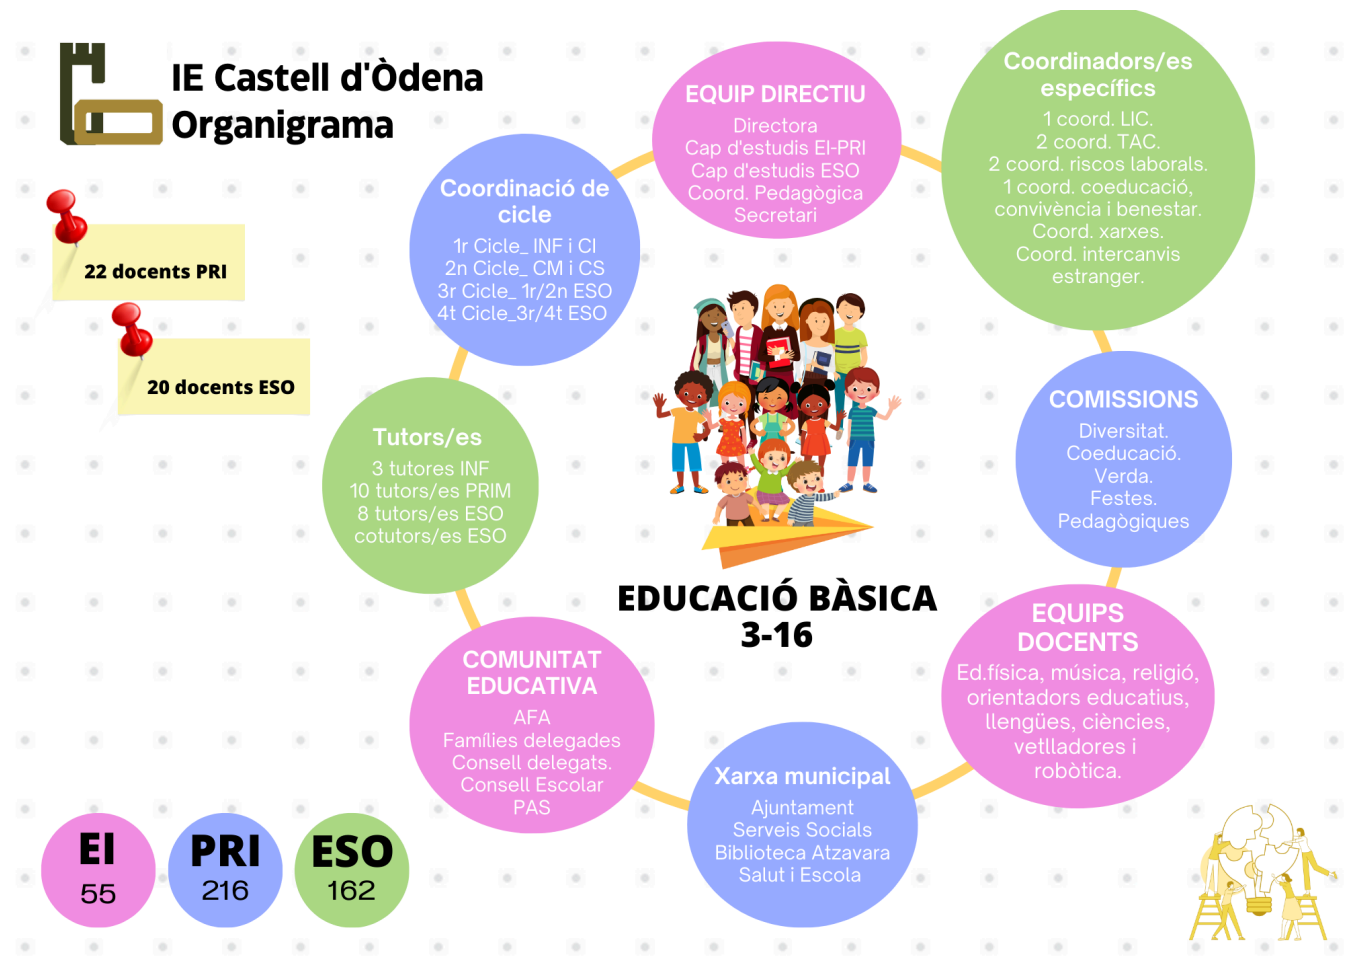 IE Castell d'Òdena
Organigrama
22 docents PRI
20 docents ESO
EQUIP DIRECTIU
Directora
Cap d'estudis EI-PRI
Cap d'estudis ESO
Coord. Pedagògica
Secretari
Coordinadors/es
específics
1 coord. LIC.
2 coord. TAC.
2 coord. riscos laborals.
1 coord. coeducació,
convivència i benestar.
Coord. xarxes.
Coord. intercanvis
estranger.
COMISSIONS
Diversitat.
Coeducació.
Verda.
Festes.
Pedagògiques
EQUIPS
DOCENTS
Ed.física, música, religió,
orientadors educatius,
llengües, ciències,
vetlladores i
robòtica.
Xarxa municipal
Ajuntament
Serveis Socials
Biblioteca Atzavara
Salut i Escola
COMUNITAT
EDUCATIVA
AFA
Famílies delegades
Consell delegats.
Consell Escolar
PAS
Tutors/es
3 tutores INF
10 tutors/es PRIM
8 tutors/es ESO
cotutors/es ESO
Coordinació de
cicle
1r Cicle_ INF i CI
2n Cicle_ CM i CS
3r Cicle_ 1r/2n ESO
4t Cicle_3r/4t ESO
EDUCACIÓ BÀSICA
3-16
EI
55
PRI
216
ESO
162